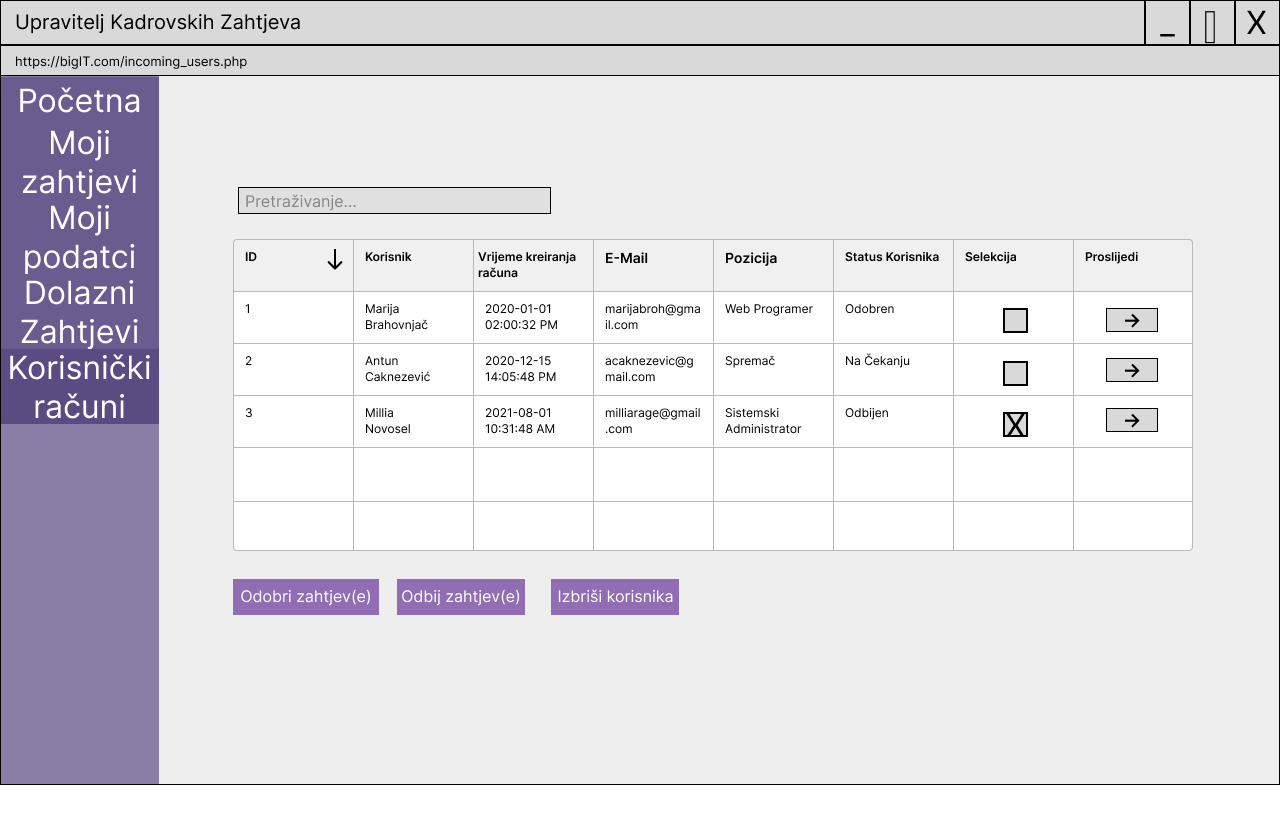 Upravitelj Kadrovskih Zahtjeva
_ X
https://bigIT.com/incoming_users.php
Početna
Moji
zahtjevi
Moji
podatci
Dolazni
Zahtjevi
Korisnički
računi
Pretraživanje...
ID ↓ Korisnik Vrijeme kreiranja E-Mail Pozicija Status Korisnika Selekcija Proslijedi
računa
1 Marija 2020-01-01 marijabroh@gma Web Programer Odobren →
Brahovnjač 02:00:32 PM il.com
2 Antun 2020-12-15 acaknezevic@g Spremač Na Čekanju →
Caknezević 14:05:48 PM mail.com
3 Millia 2021-08-01 milliarage@gmail Sistemski Odbijen X →
Novosel 10:31:48 AM .com Administrator
Odobri zahtjev(e) Odbij zahtjev(e) Izbriši korisnika